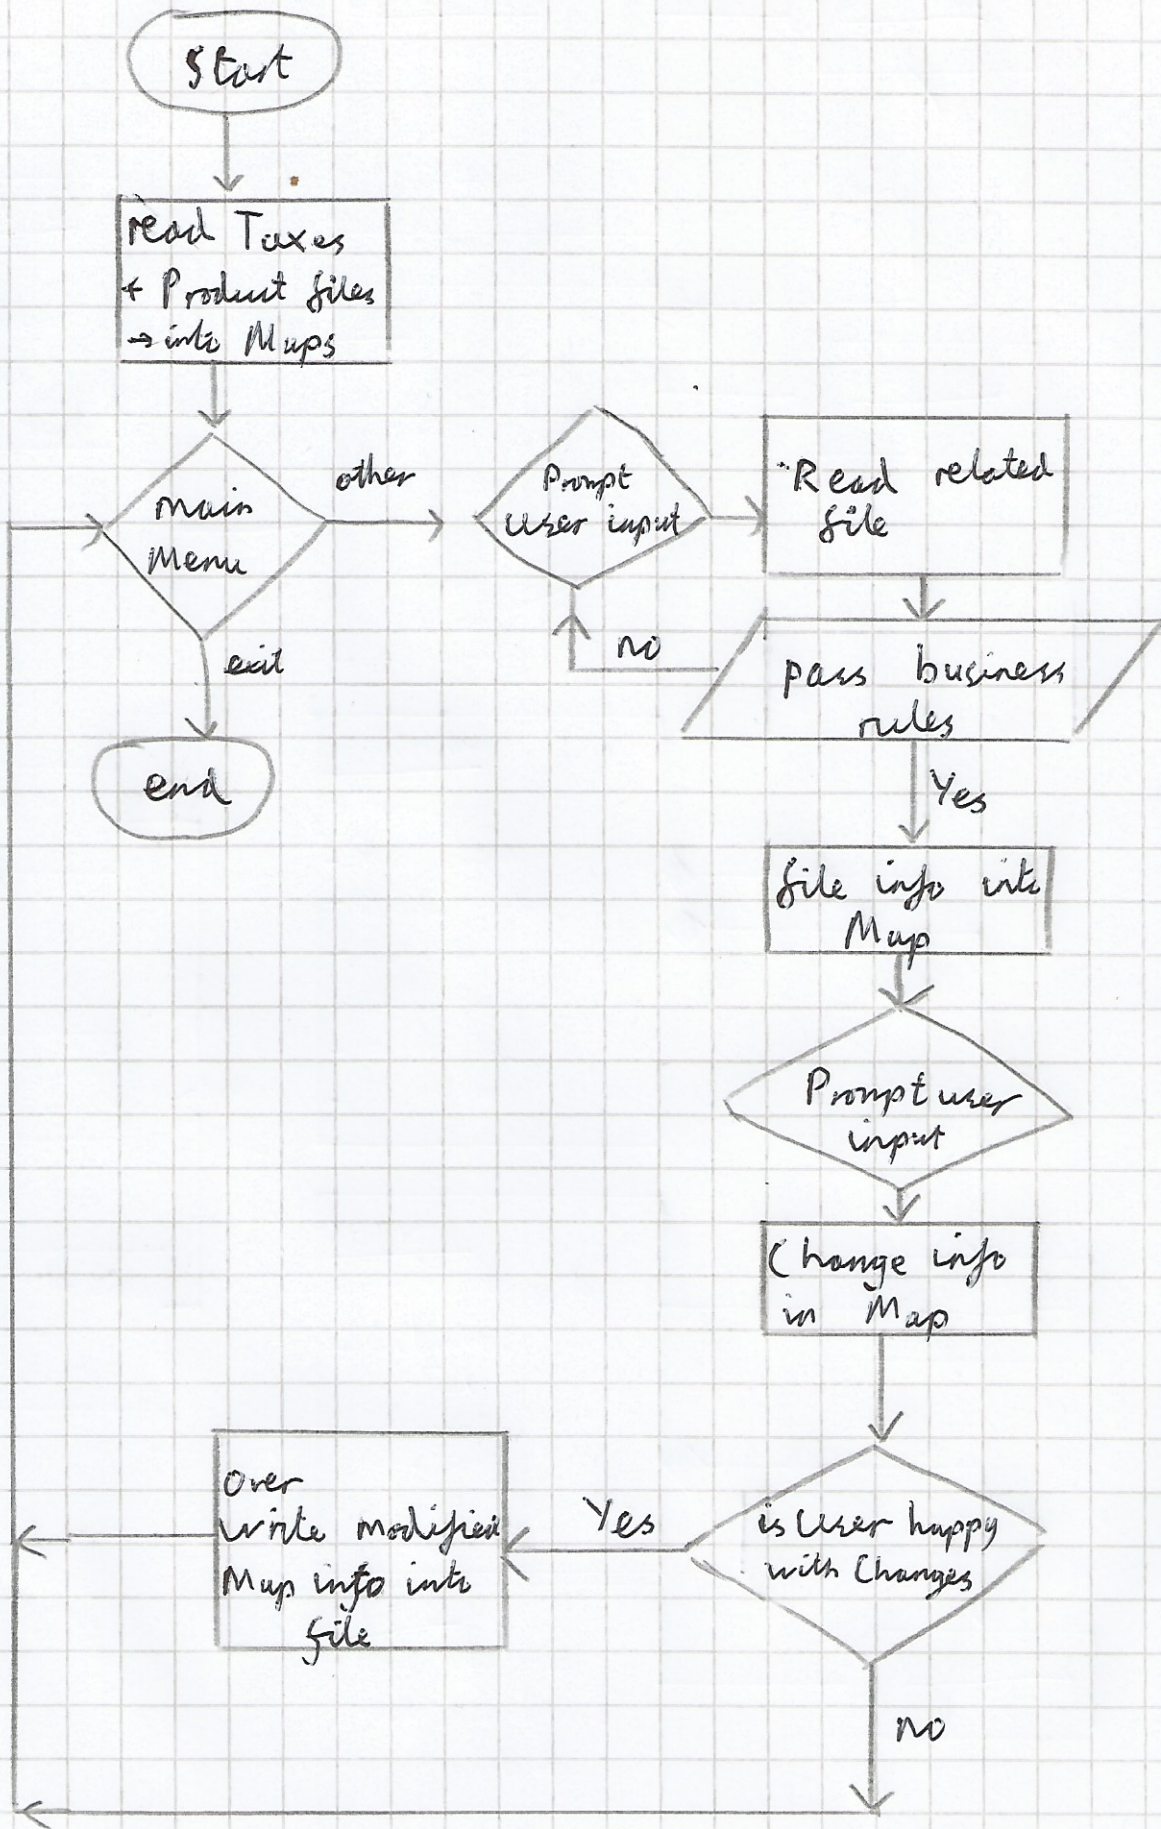 Start
read Taxes
+ Product files
→ into Maps
main
Menu
other
exit
end
Prompt
User input
Read related
file
no
pass business
rules
Yes
file info into
Map
Prompt user
input
Change info
in Map
is User happy
with Changes
Yes
Over
write modified
Map info into
file
no